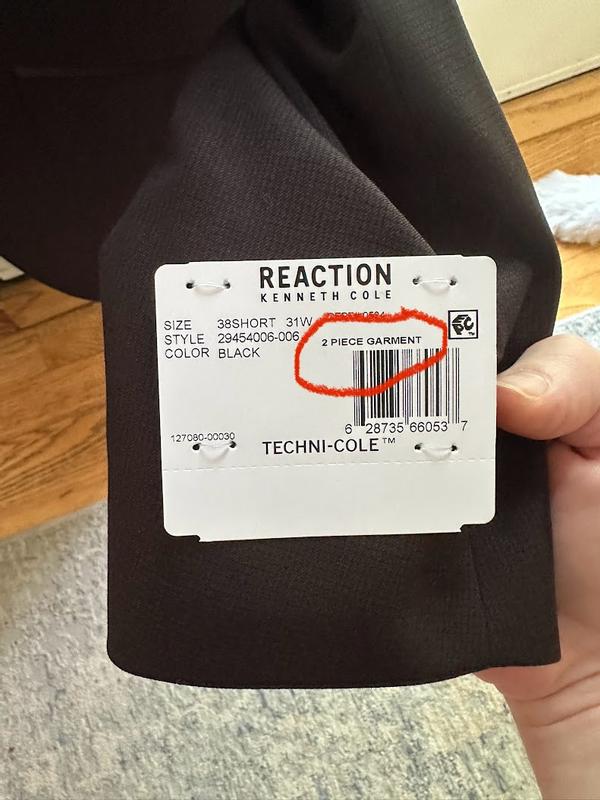 REACTION
KENNETH COLE
SIZE 38SHORT 31W
STYLE 29454006-006
COLOR BLACK
2 PIECE GARMENT
6 28735 66053 7
127080-00030
TECHNI-COLE™